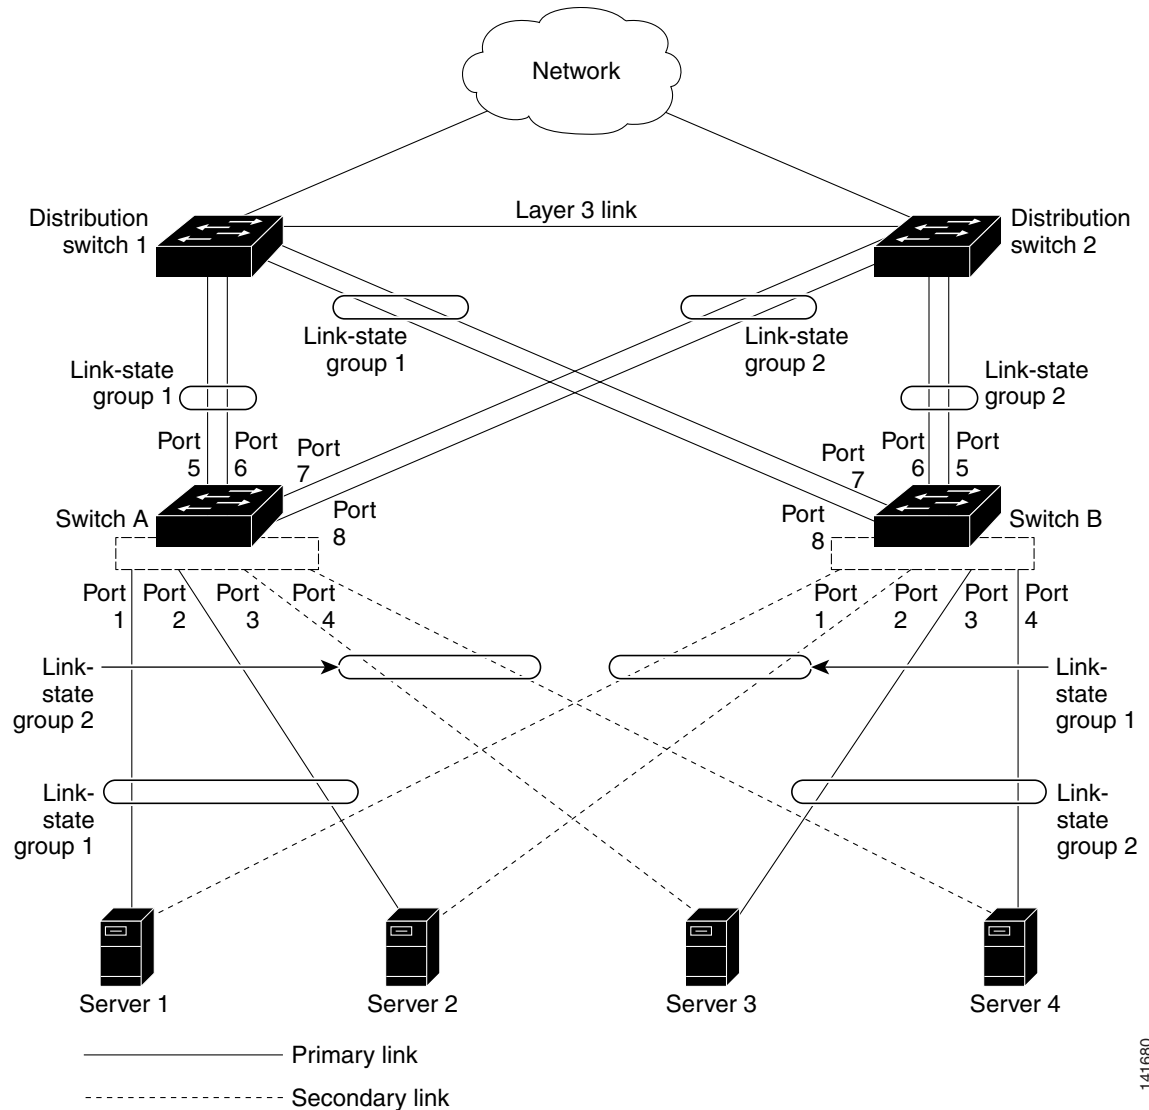 Network
Layer 3 link
Distribution
switch 1
Distribution
switch 2
Link-state
group 1
Link-state
group 2
Link-state
group 1
Link-state
group 2
Port
5
Port
6
Port
7
Port
8
Port
7
Port
6
Port
5
Port
8
Switch A
Switch B
Port
1
Port
2
Port
3
Port
4
Port
1
Port
2
Port
3
Port
4
Link-
state
group 2
Link-
state
group 1
Link-
state
group 1
Link-
state
group 2
Server 1
Server 2
Server 3
Server 4
Primary link
Secondary link
141680